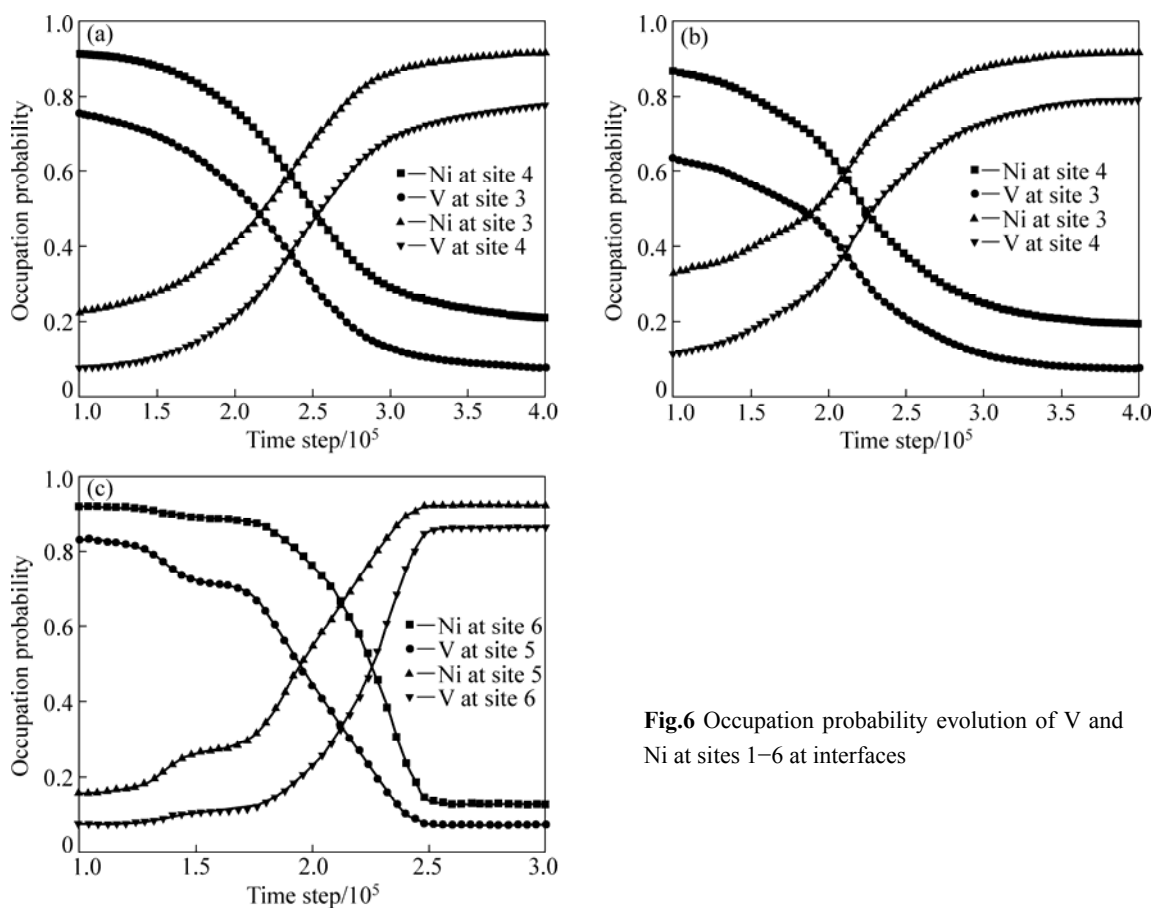 (a)
1.0
0.8
0.6
0.4
0.2
0
Occupation probability
Ni at site 4
V at site 3
Ni at site 3
V at site 4
1.0 1.5 2.0 2.5 3.0 3.5 4.0
Time step/10⁵
(b)
1.0
0.8
0.6
0.4
0.2
0
Occupation probability
Ni at site 4
V at site 3
Ni at site 3
V at site 4
1.0 1.5 2.0 2.5 3.0 3.5 4.0
Time step/10⁵
(c)
1.0
0.8
0.6
0.4
0.2
0
Occupation probability
Ni at site 6
V at site 5
Ni at site 5
V at site 6
1.0 1.5 2.0 2.5 3.0
Time step/10⁵
Fig.6 Occupation probability evolution of V and
Ni at sites 1−6 at interfaces